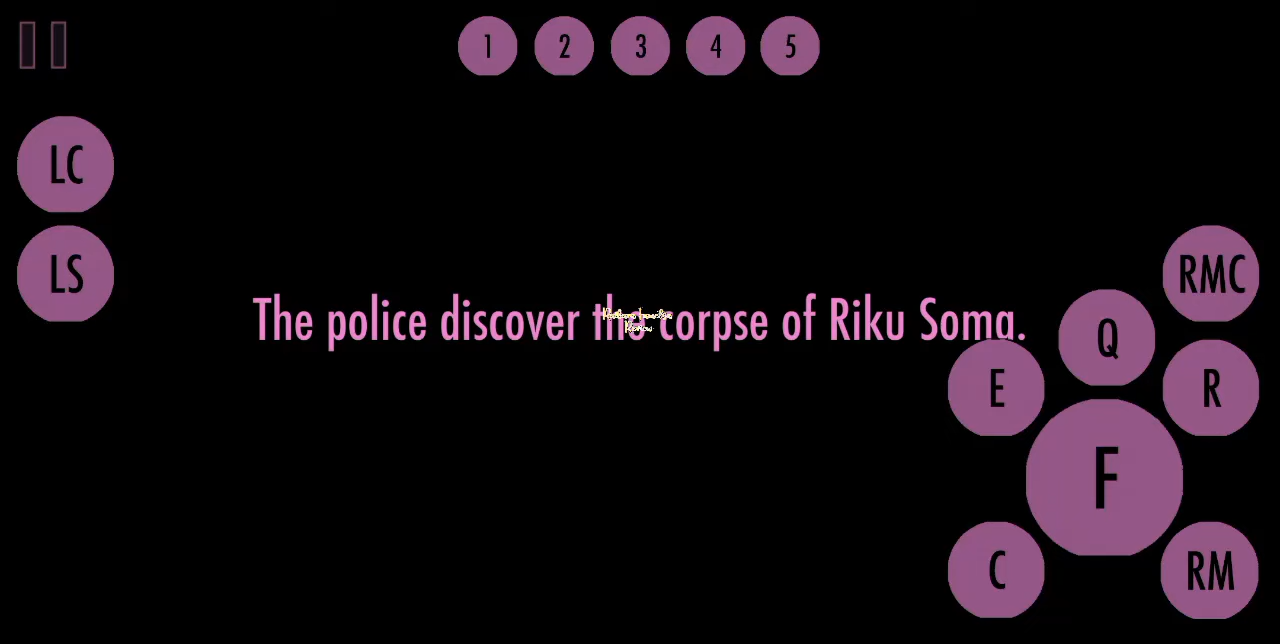 1 2 3 4 5
LC
LS
RMC
The police discover the corpse of Riku Soma.
Q
E
R
F
C
RM